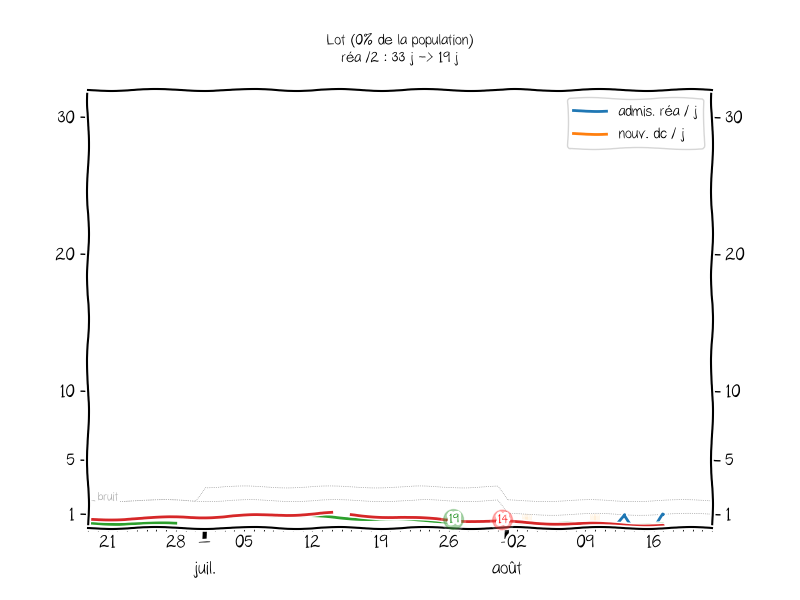 Lot (0% de la population)
réa /2 : 33 j -> 19 j
admis. réa / j
nouv. dc / j
30
30
20
20
10
10
5
5
bruit
1
1
19
14
21 28 05 12 19 26 02 09 16
juil. août